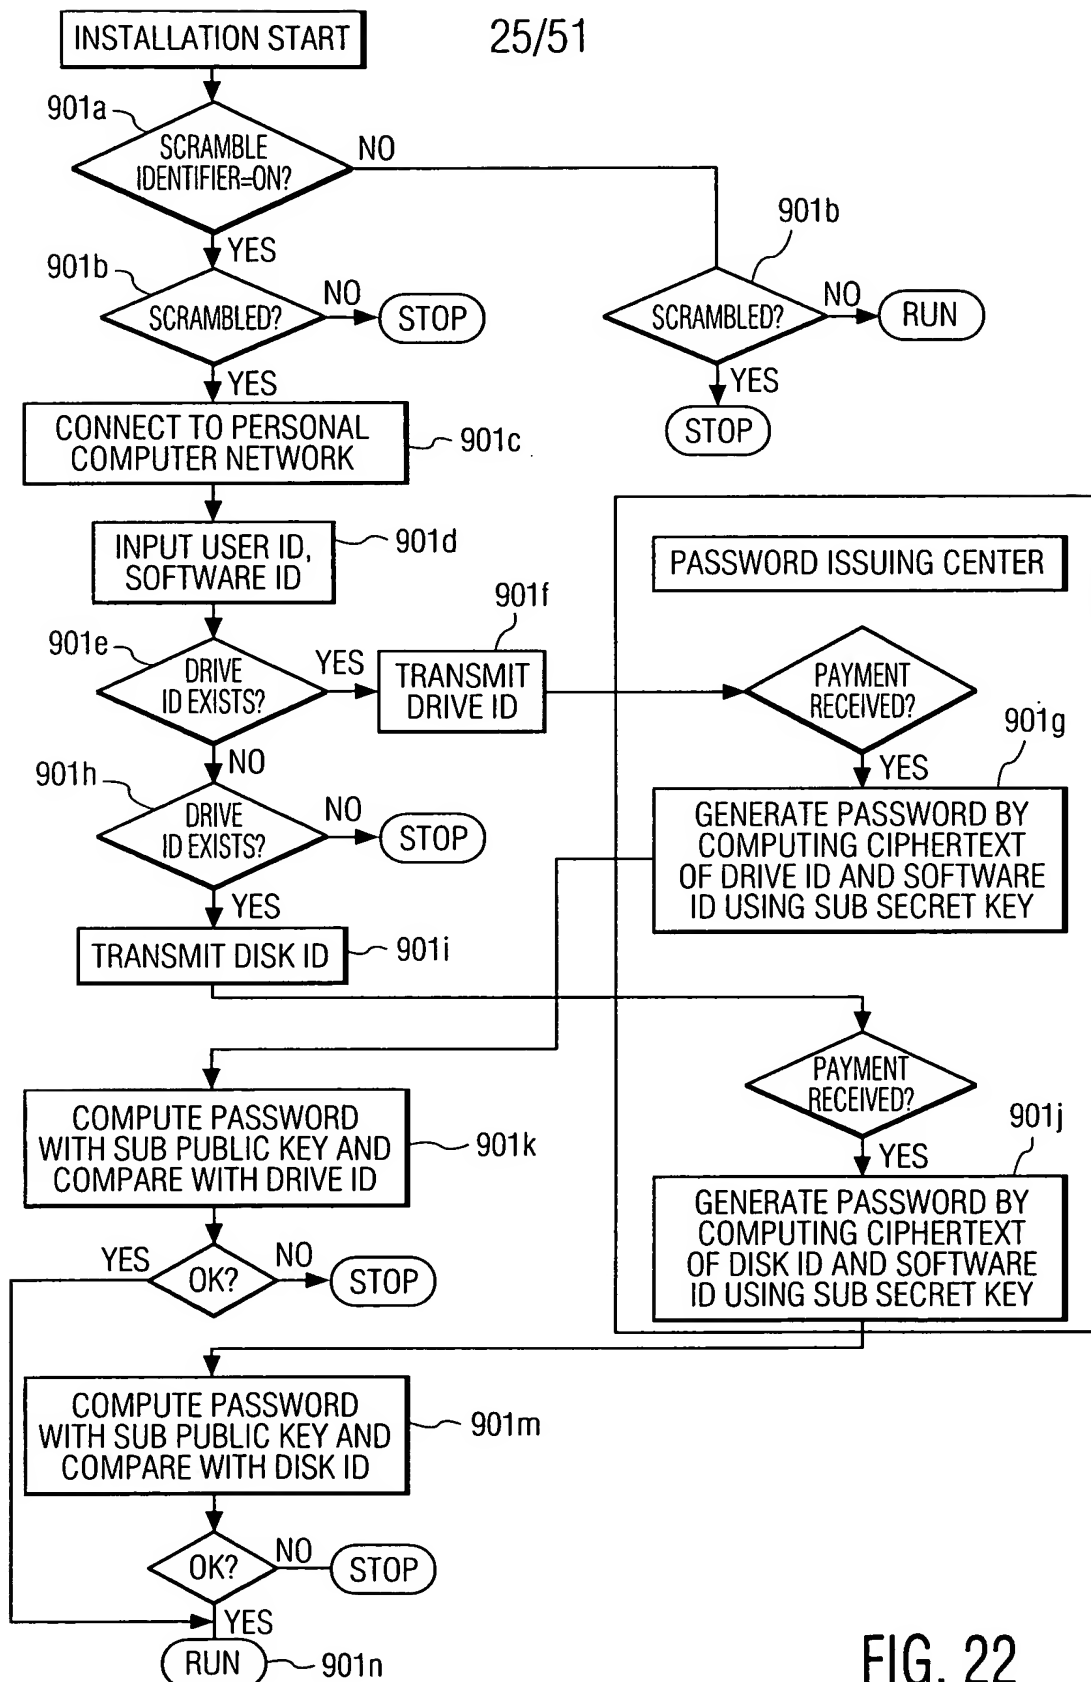 25/51
INSTALLATION START
901a
SCRAMBLE
IDENTIFIER=ON?
NO
YES
901b
SCRAMBLED?
NO
STOP
YES
901b
SCRAMBLED?
NO
RUN
YES
STOP
CONNECT TO PERSONAL
COMPUTER NETWORK
901c
INPUT USER ID,
SOFTWARE ID
901d
PASSWORD ISSUING CENTER
901e
DRIVE
ID EXISTS?
YES
901f
TRANSMIT
DRIVE ID
PAYMENT
RECEIVED?
YES
901g
GENERATE PASSWORD BY
COMPUTING CIPHERTEXT
OF DRIVE ID AND SOFTWARE
ID USING SUB SECRET KEY
NO
901h
DRIVE
ID EXISTS?
NO
STOP
YES
TRANSMIT DISK ID
901i
PAYMENT
RECEIVED?
YES
901j
GENERATE PASSWORD BY
COMPUTING CIPHERTEXT
OF DISK ID AND SOFTWARE
ID USING SUB SECRET KEY
COMPUTE PASSWORD
WITH SUB PUBLIC KEY AND
COMPARE WITH DRIVE ID
901k
YES
OK?
NO
STOP
COMPUTE PASSWORD
WITH SUB PUBLIC KEY AND
COMPARE WITH DISK ID
901m
OK?
NO
STOP
YES
RUN
901n
FIG. 22